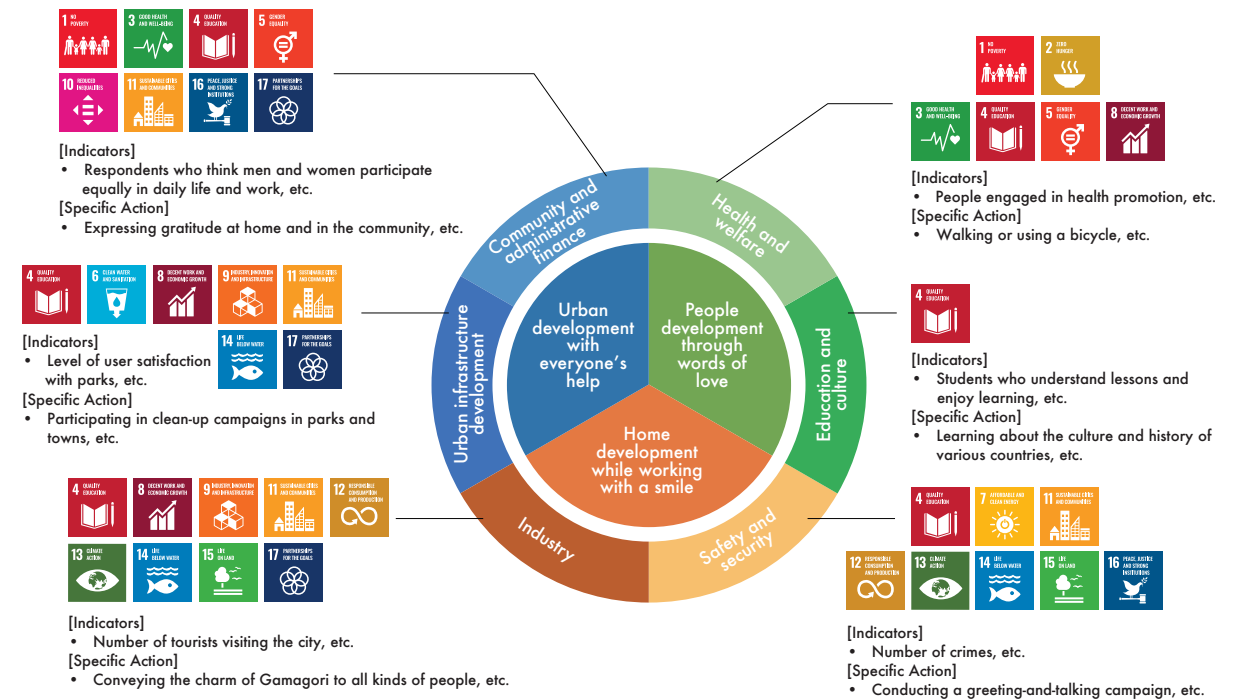 1 NO
POVERTY
3 GOOD HEALTH
AND WELL-BEING
4 QUALITY
EDUCATION
5 GENDER
EQUALITY
10 REDUCED
INEQUALITIES
11 SUSTAINABLE CITIES
AND COMMUNITIES
16 PEACE, JUSTICE
AND STRONG
INSTITUTIONS
17 PARTNERSHIPS
FOR THE GOALS
[Indicators]
• Respondents who think men and women participate
equally in daily life and work, etc.
[Specific Action]
• Expressing gratitude at home and in the community, etc.
4 QUALITY
EDUCATION
6 CLEAN WATER
AND SANITATION
8 DECENT WORK AND
ECONOMIC GROWTH
9 INDUSTRY, INNOVATION
AND INFRASTRUCTURE
11 SUSTAINABLE CITIES
AND COMMUNITIES
14 LIFE
BELOW WATER
17 PARTNERSHIPS
FOR THE GOALS
[Indicators]
• Level of user satisfaction
with parks, etc.
[Specific Action]
• Participating in clean-up campaigns in parks and
towns, etc.
4 QUALITY
EDUCATION
8 DECENT WORK AND
ECONOMIC GROWTH
9 INDUSTRY, INNOVATION
AND INFRASTRUCTURE
11 SUSTAINABLE CITIES
AND COMMUNITIES
12 RESPONSIBLE
CONSUMPTION
AND PRODUCTION
13 CLIMATE
ACTION
14 LIFE
BELOW WATER
15 LIFE
ON LAND
17 PARTNERSHIPS
FOR THE GOALS
[Indicators]
• Number of tourists visiting the city, etc.
[Specific Action]
• Conveying the charm of Gamagori to all kinds of people, etc.
Community and
administrative
finance
Health and
welfare
Urban infrastructure
development
Education and
culture
Industry
Safety and
security
Urban
development
with
everyone's
help
People
development
through
words of
love
Home
development
while working
with a smile
1 NO
POVERTY
2 ZERO
HUNGER
3 GOOD HEALTH
AND WELL-BEING
4 QUALITY
EDUCATION
5 GENDER
EQUALITY
8 DECENT WORK AND
ECONOMIC GROWTH
[Indicators]
• People engaged in health promotion, etc.
[Specific Action]
• Walking or using a bicycle, etc.
4 QUALITY
EDUCATION
[Indicators]
• Students who understand lessons and
enjoy learning, etc.
[Specific Action]
• Learning about the culture and history of
various countries, etc.
4 QUALITY
EDUCATION
7 AFFORDABLE AND
CLEAN ENERGY
11 SUSTAINABLE CITIES
AND COMMUNITIES
12 RESPONSIBLE
CONSUMPTION
AND PRODUCTION
13 CLIMATE
ACTION
14 LIFE
BELOW WATER
15 LIFE
ON LAND
16 PEACE, JUSTICE
AND STRONG
INSTITUTIONS
[Indicators]
• Number of crimes, etc.
[Specific Action]
• Conducting a greeting-and-talking campaign, etc.